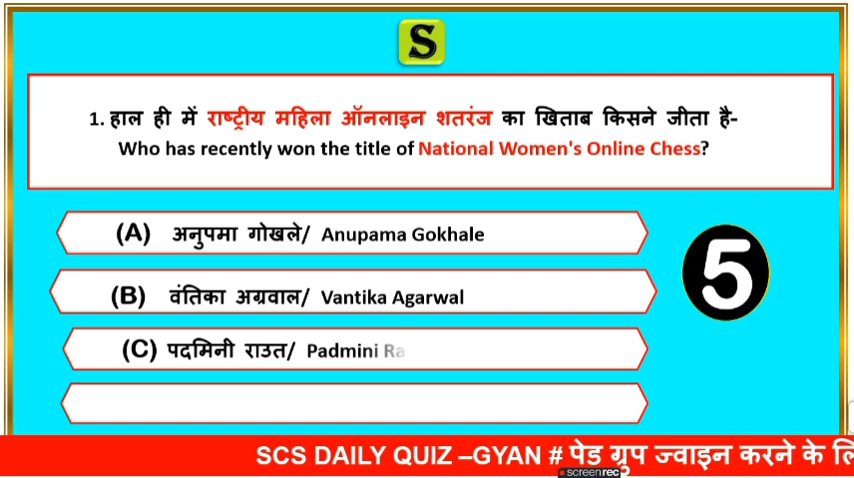 S
1. हाल ही में राष्ट्रीय महिला ऑनलाइन शतरंज का खिताब किसने जीता है-
Who has recently won the title of National Women's Online Chess?
(A) अनुपमा गोखले/ Anupama Gokhale
(B) वंतिका अग्रवाल/ Vantika Agarwal
5
(C) पदमिनी राउत/ Padmini Ra
SCS DAILY QUIZ –GYAN # पेड ग्रुप ज्वाइन करने के लि
screenrec